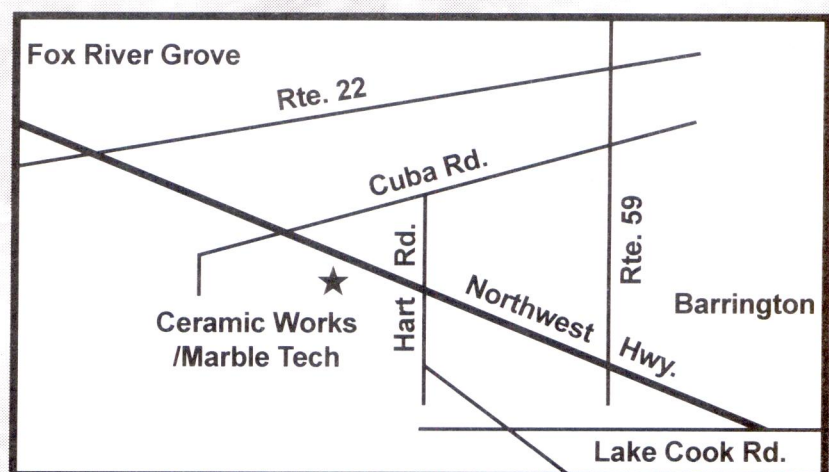 Fox River Grove
Rte. 22
Cuba Rd.
Hart Rd.
Rte. 59
Northwest Hwy.
Barrington
Ceramic Works
/Marble Tech
Lake Cook Rd.